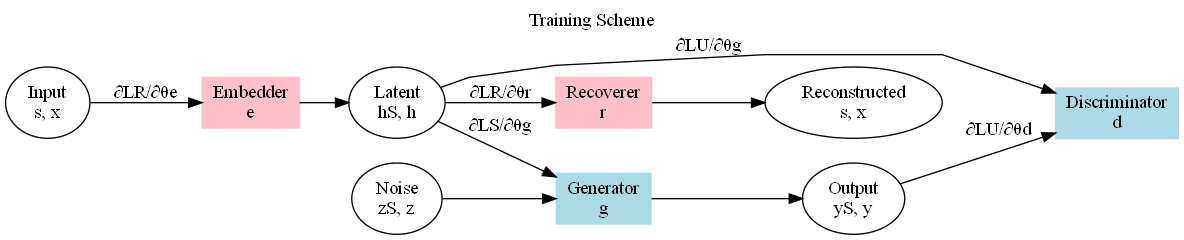 Training Scheme
∂LU/∂θg
Input
s, x
∂LR/∂θe
Embedder
e
Latent
hS, h
∂LR/∂θr
Recoverer
r
Reconstructed
s, x
Discriminator
d
∂LS/∂θg
∂LU/∂θd
Noise
zS, z
Generator
g
Output
yS, y